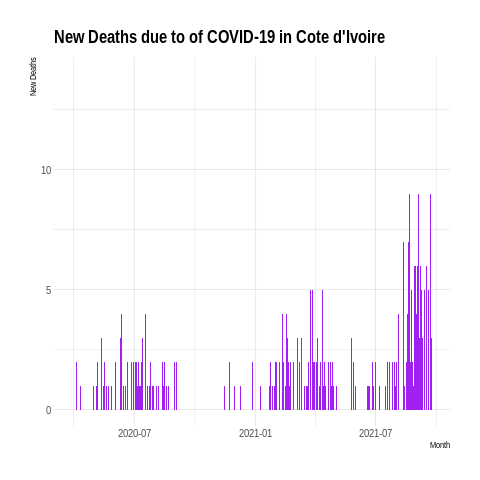 New Deaths due to of COVID-19 in Cote d'Ivoire
New Deaths
10
5
0
2020-07
2021-01
2021-07
Month